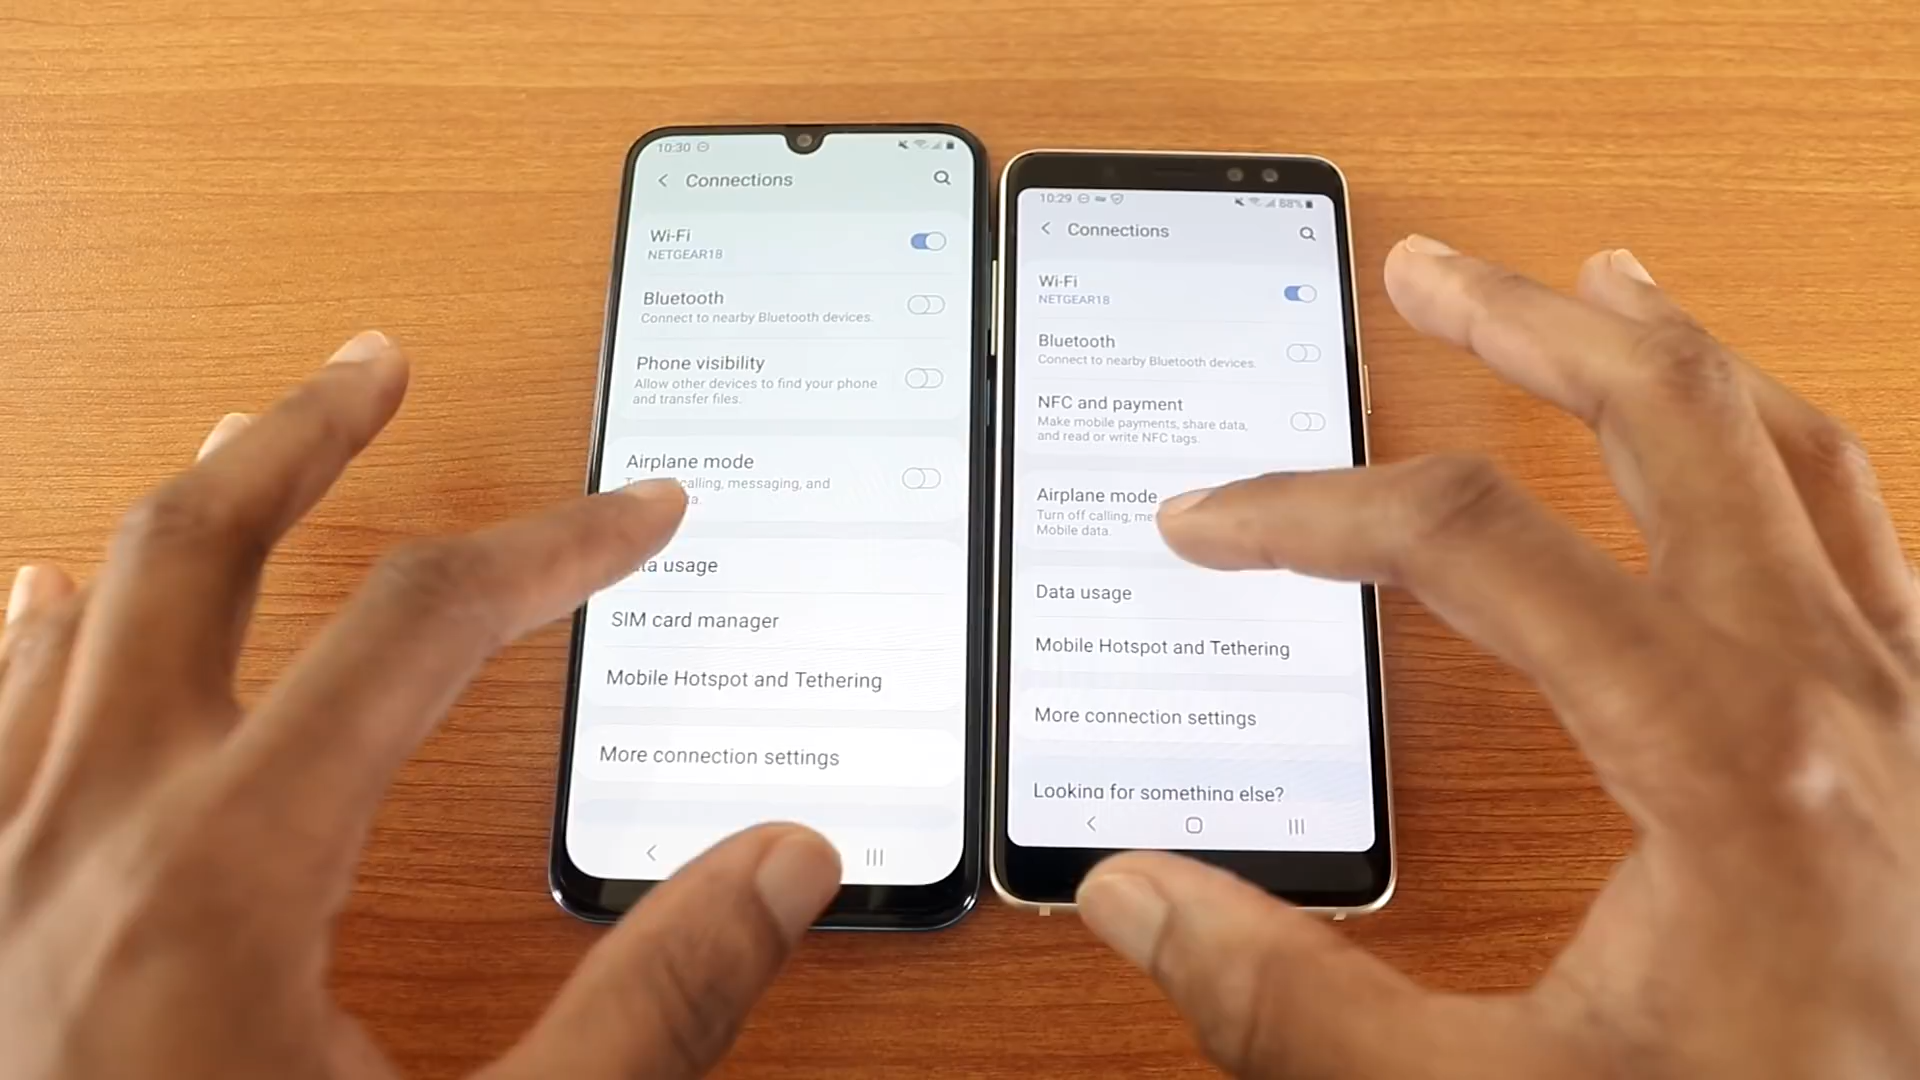 10:30
Connections
Wi-Fi
NETGEAR18
Bluetooth
Connect to nearby Bluetooth devices.
Phone visibility
Allow other devices to find your phone
and transfer files.
Airplane mode
calling, messaging, and
Data usage
SIM card manager
Mobile Hotspot and Tethering
More connection settings
10:29
88%
Connections
Wi-Fi
NETGEAR18
Bluetooth
Connect to nearby Bluetooth devices.
NFC and payment
Make mobile payments, share data,
and read or write NFC tags.
Airplane mode
Turn off calling, me
Mobile data.
Data usage
Mobile Hotspot and Tethering
More connection settings
Looking for something else?